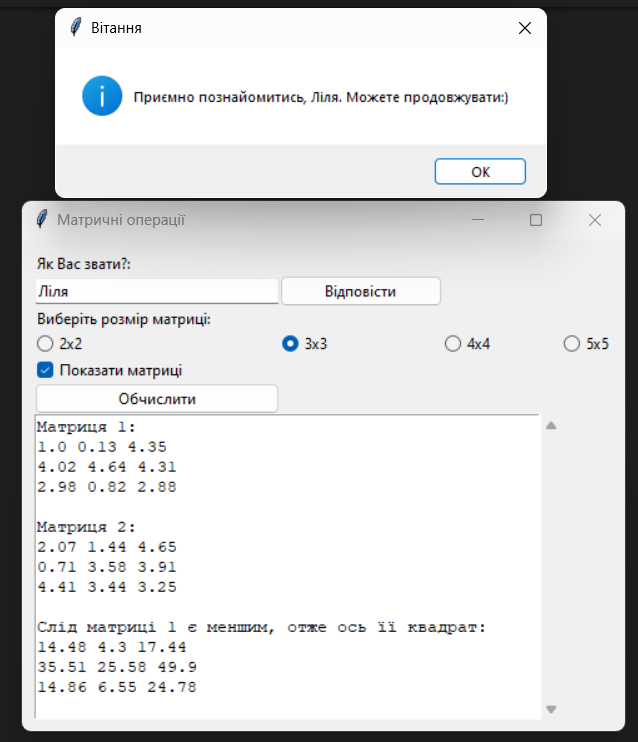 Вітання
Приємно познайомитись, Ліля. Можете продовжувати:)
OK
Матричні операції
Як Вас звати?:
Ліля Відповісти
Виберіть розмір матриці:
2x2 3x3 4x4 5x5
Показати матриці
Обчислити
Матриця 1:
1.0 0.13 4.35
4.02 4.64 4.31
2.98 0.82 2.88
Матриця 2:
2.07 1.44 4.65
0.71 3.58 3.91
4.41 3.44 3.25
Слід матриці 1 є меншим, отже ось її квадрат:
14.48 4.3 17.44
35.51 25.58 49.9
14.86 6.55 24.78